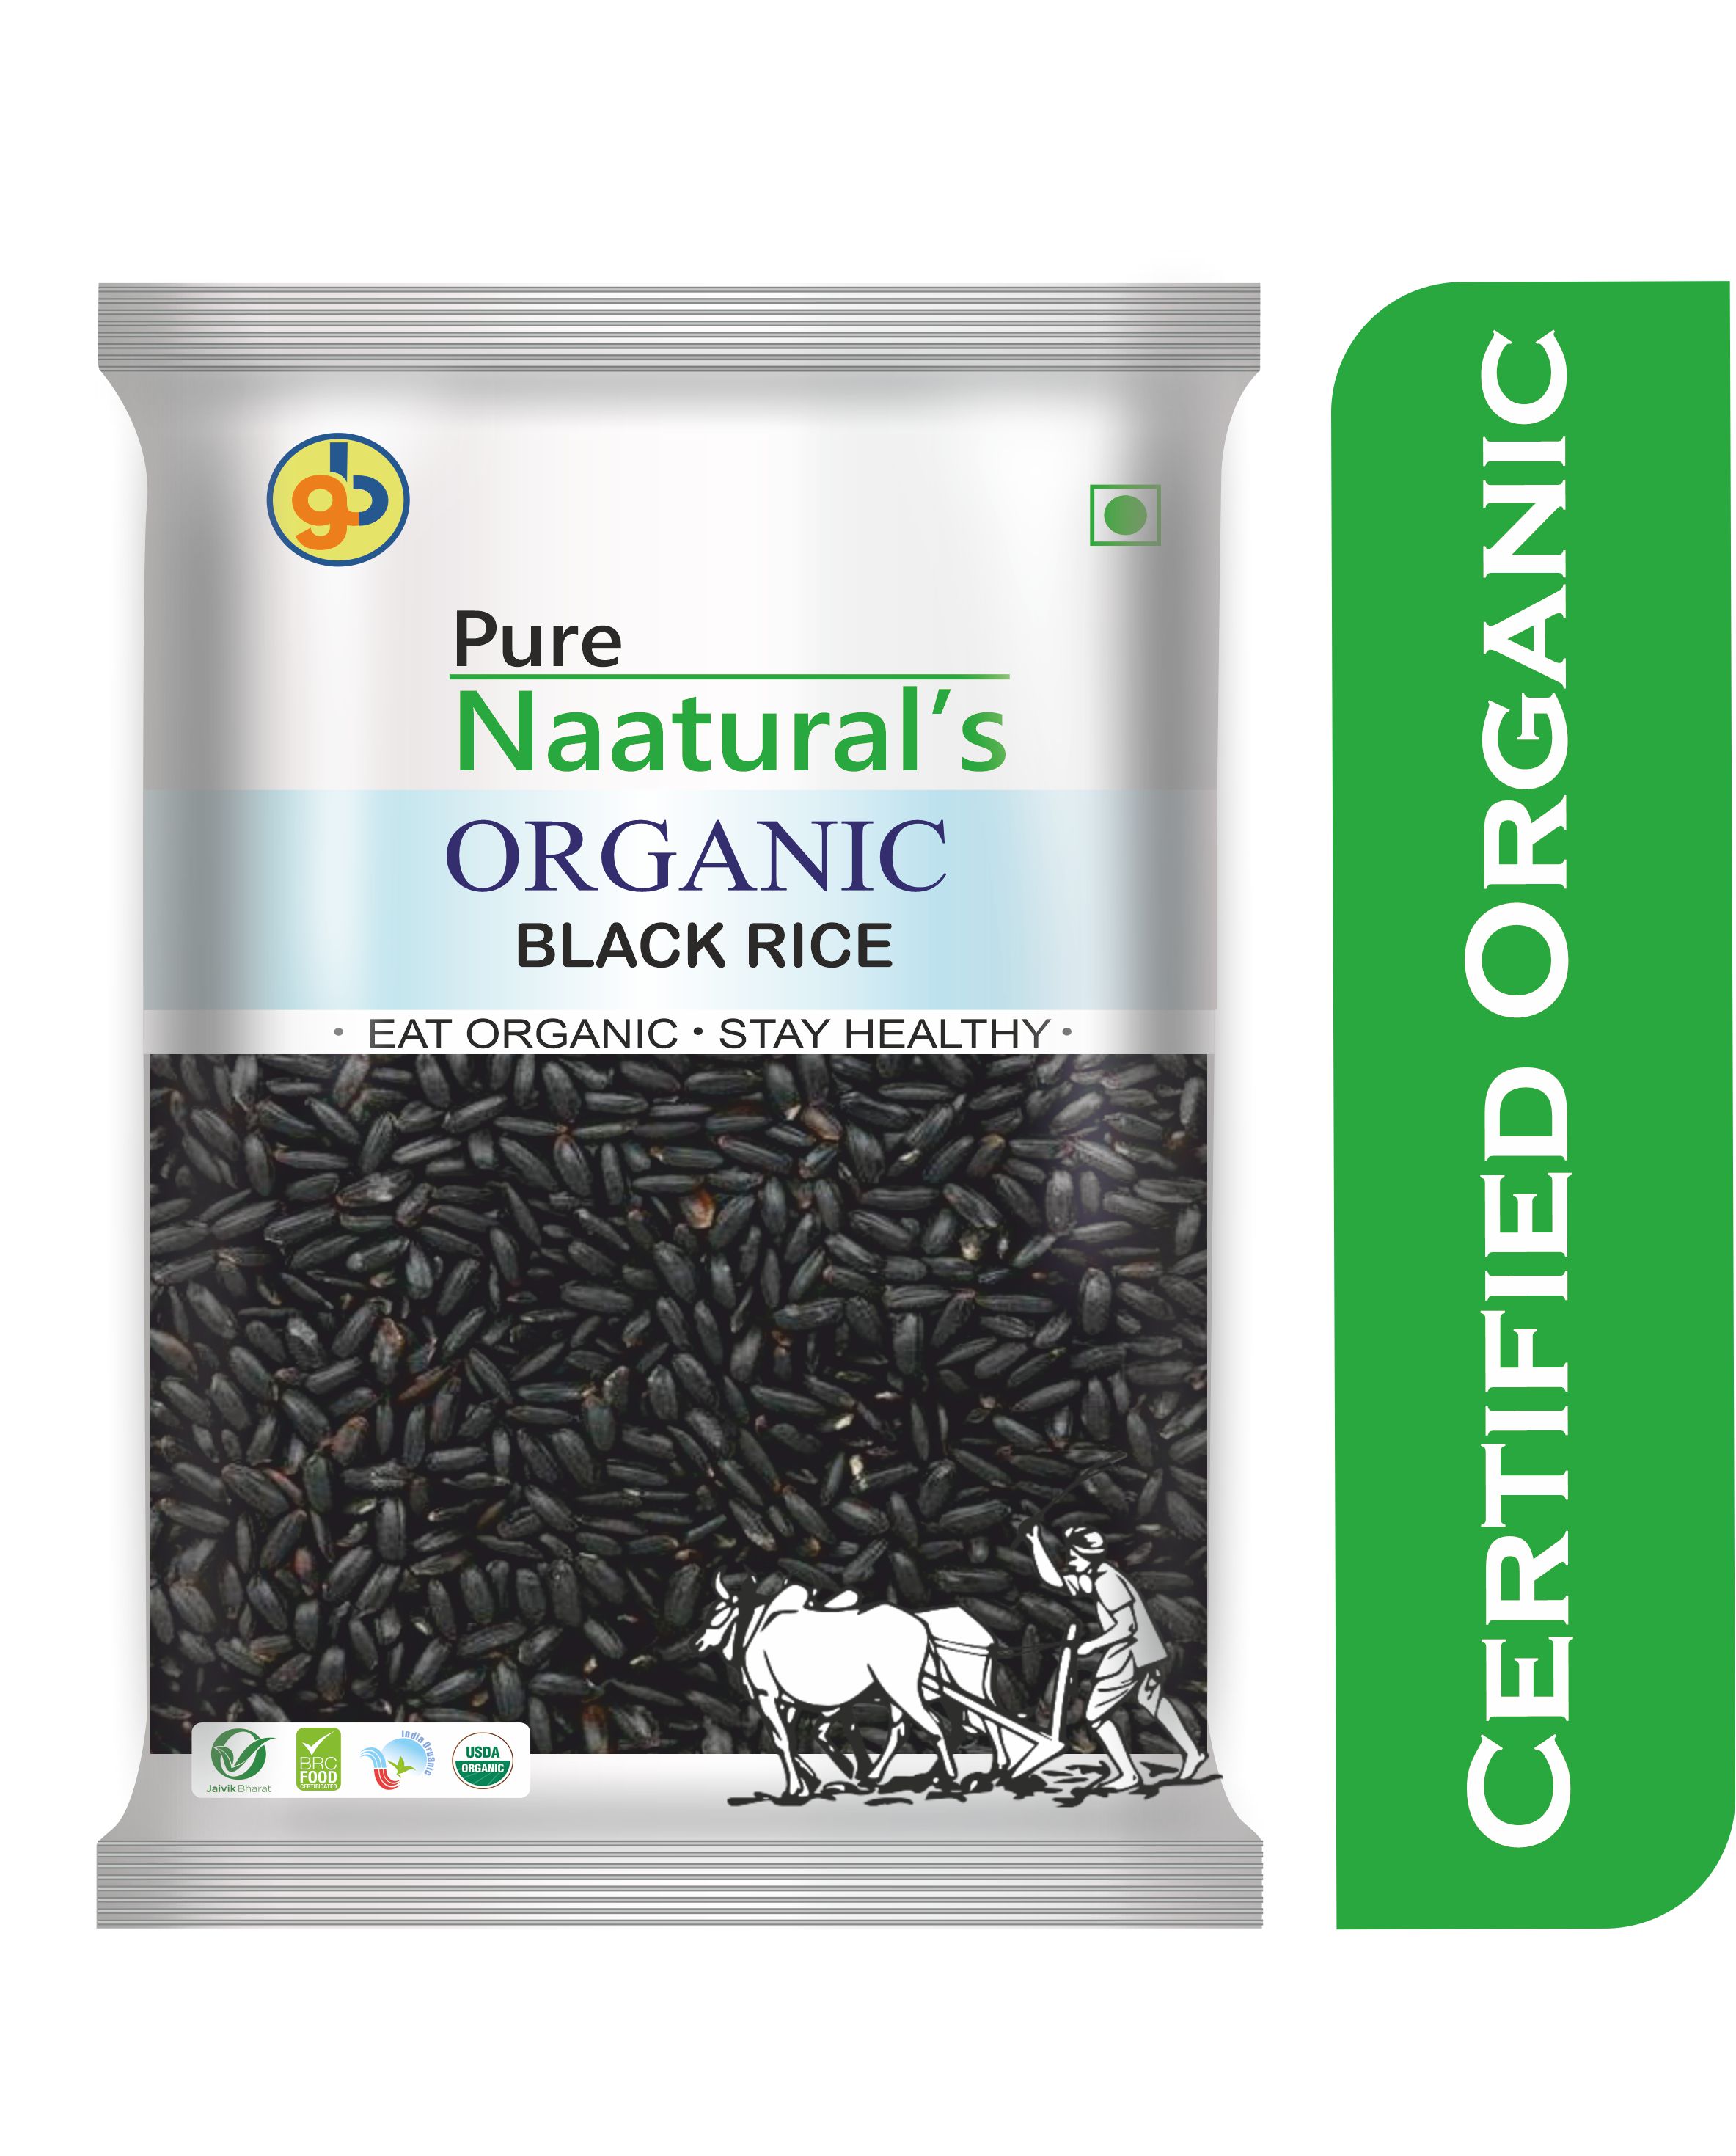 gb
Pure
Naatural's
ORGANIC
BLACK RICE
• EAT ORGANIC • STAY HEALTHY •
Jaivik Bharat
BRC
FOOD
CERTIFICATED
India Organic
USDA
ORGANIC
CERTIFIED ORGANIC